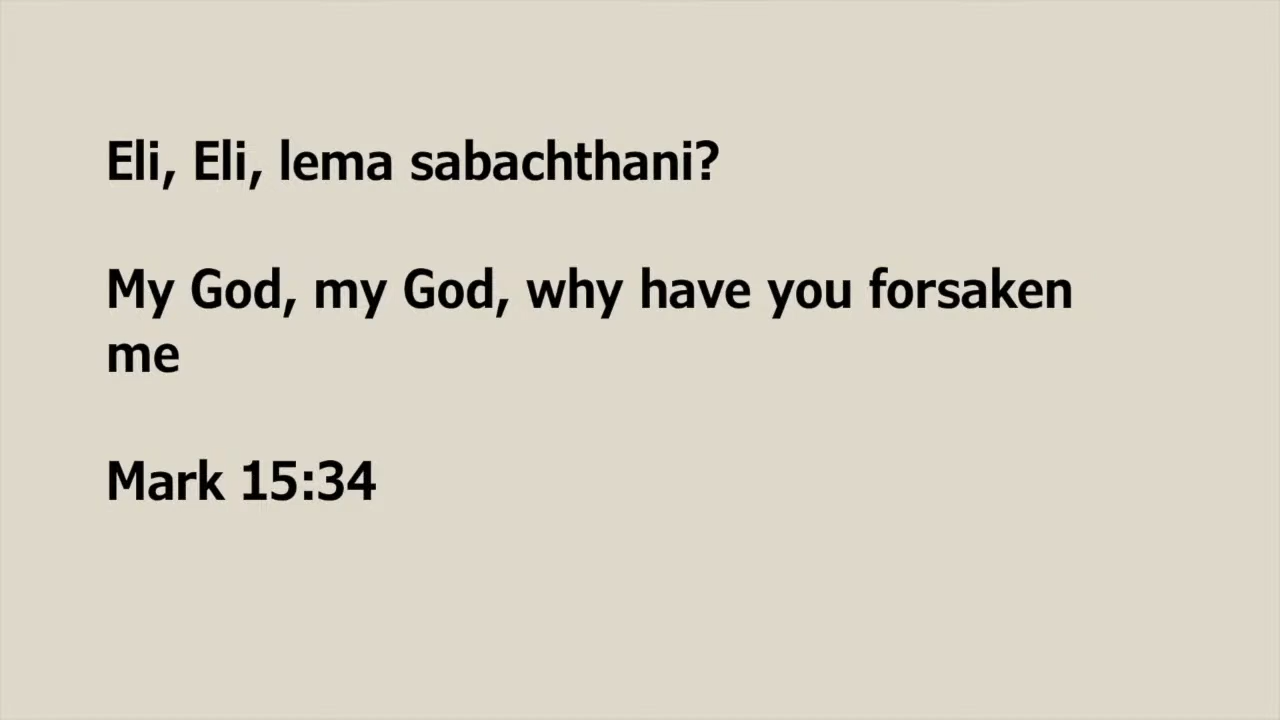 Eli, Eli, lema sabachthani?
My God, my God, why have you forsaken
me
Mark 15:34